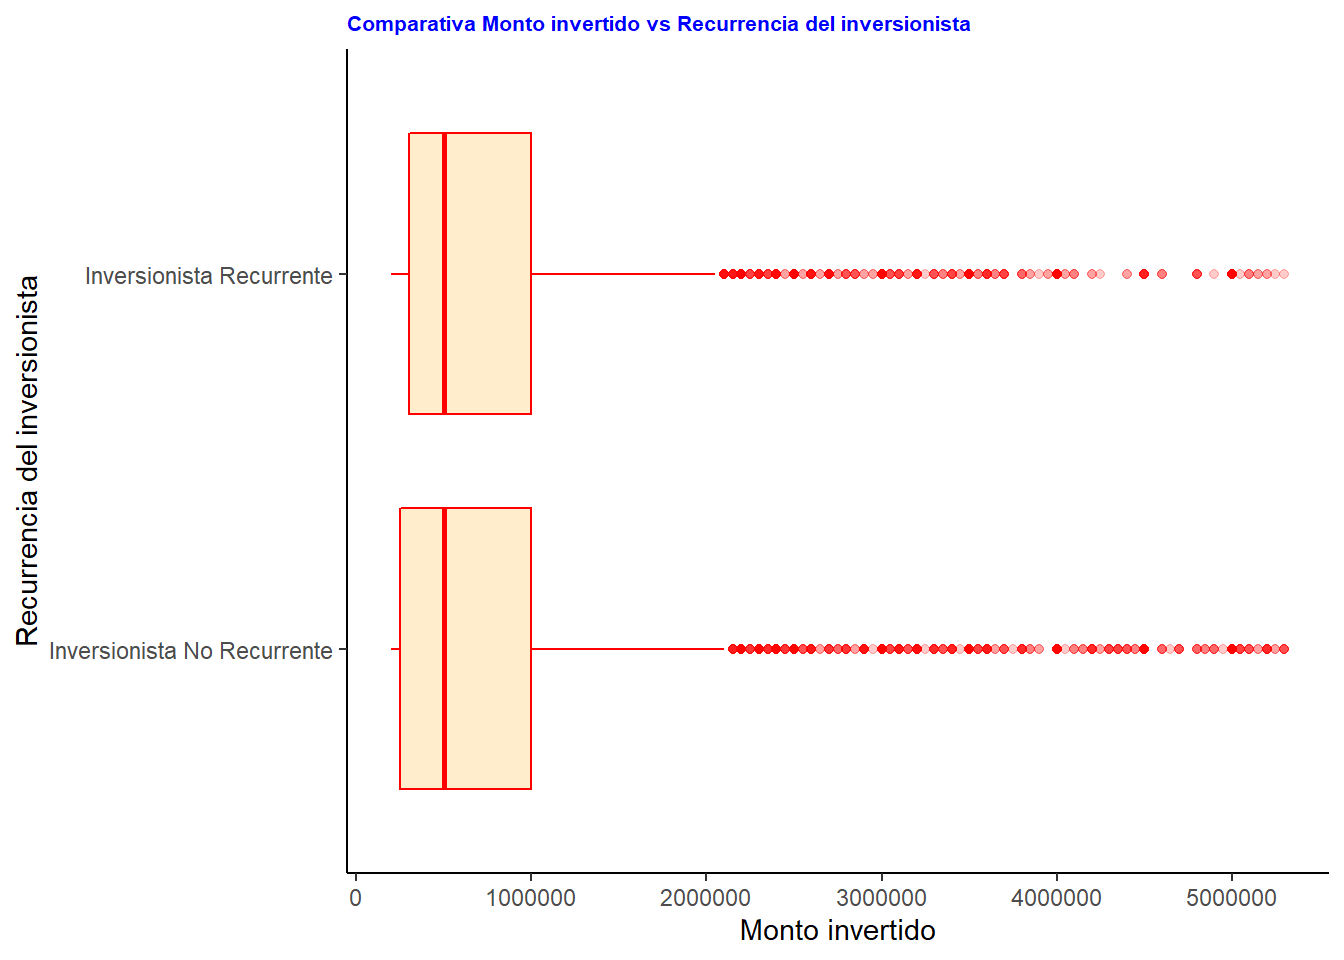 Comparativa Monto invertido vs Recurrencia del inversionista
Recurrencia del inversionista
Inversionista Recurrente
Inversionista No Recurrente
0 1000000 2000000 3000000 4000000 5000000
Monto invertido